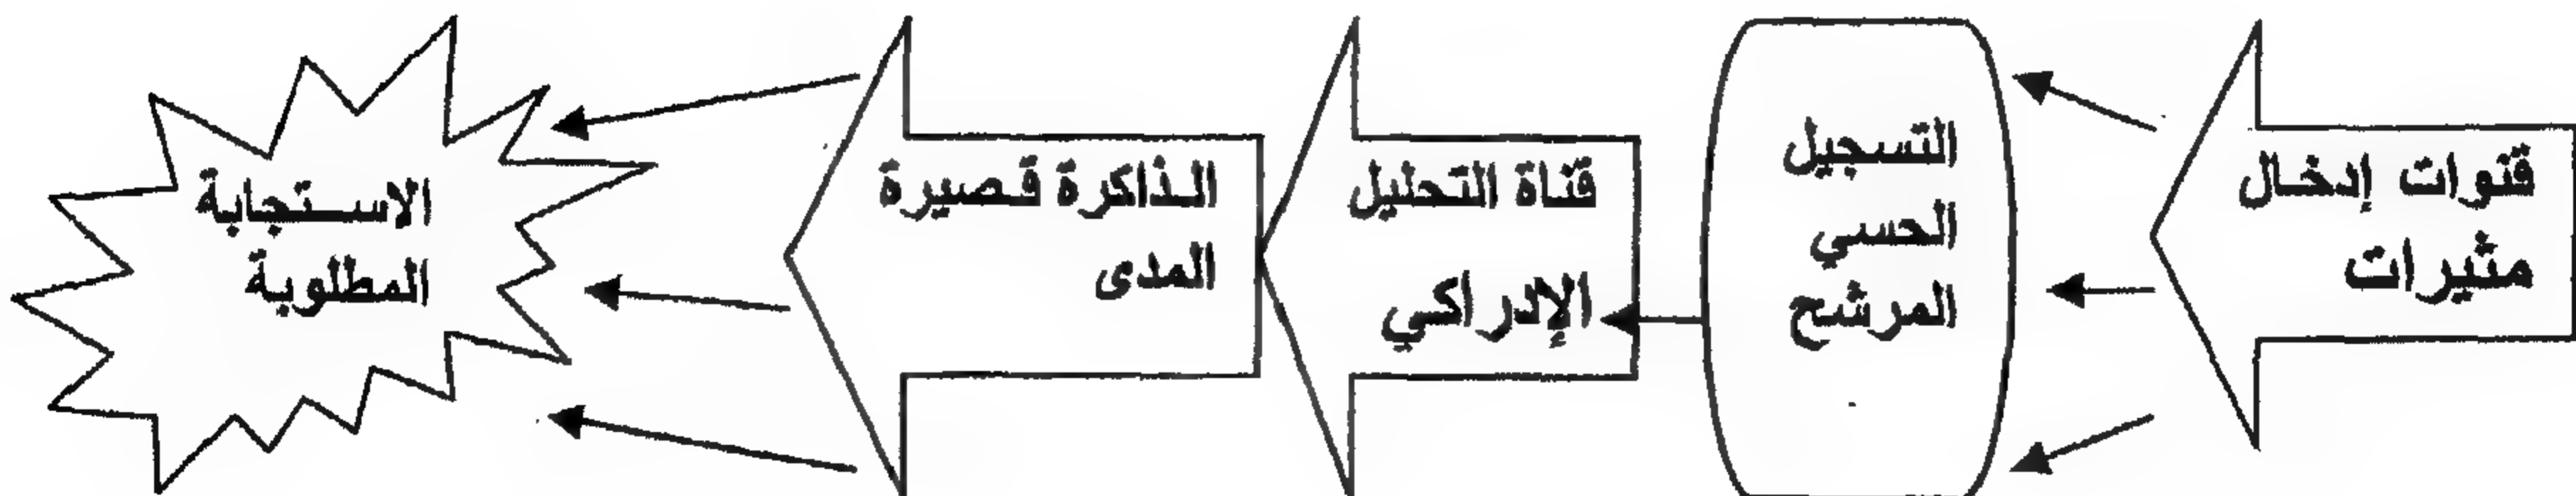 قنوات إدخال
مثيرات
التسجيل
الحسي
المرشح
قناة التحليل
الإدراكي
الذاكرة قصيرة
المدى
الاستجابة
المطلوبة